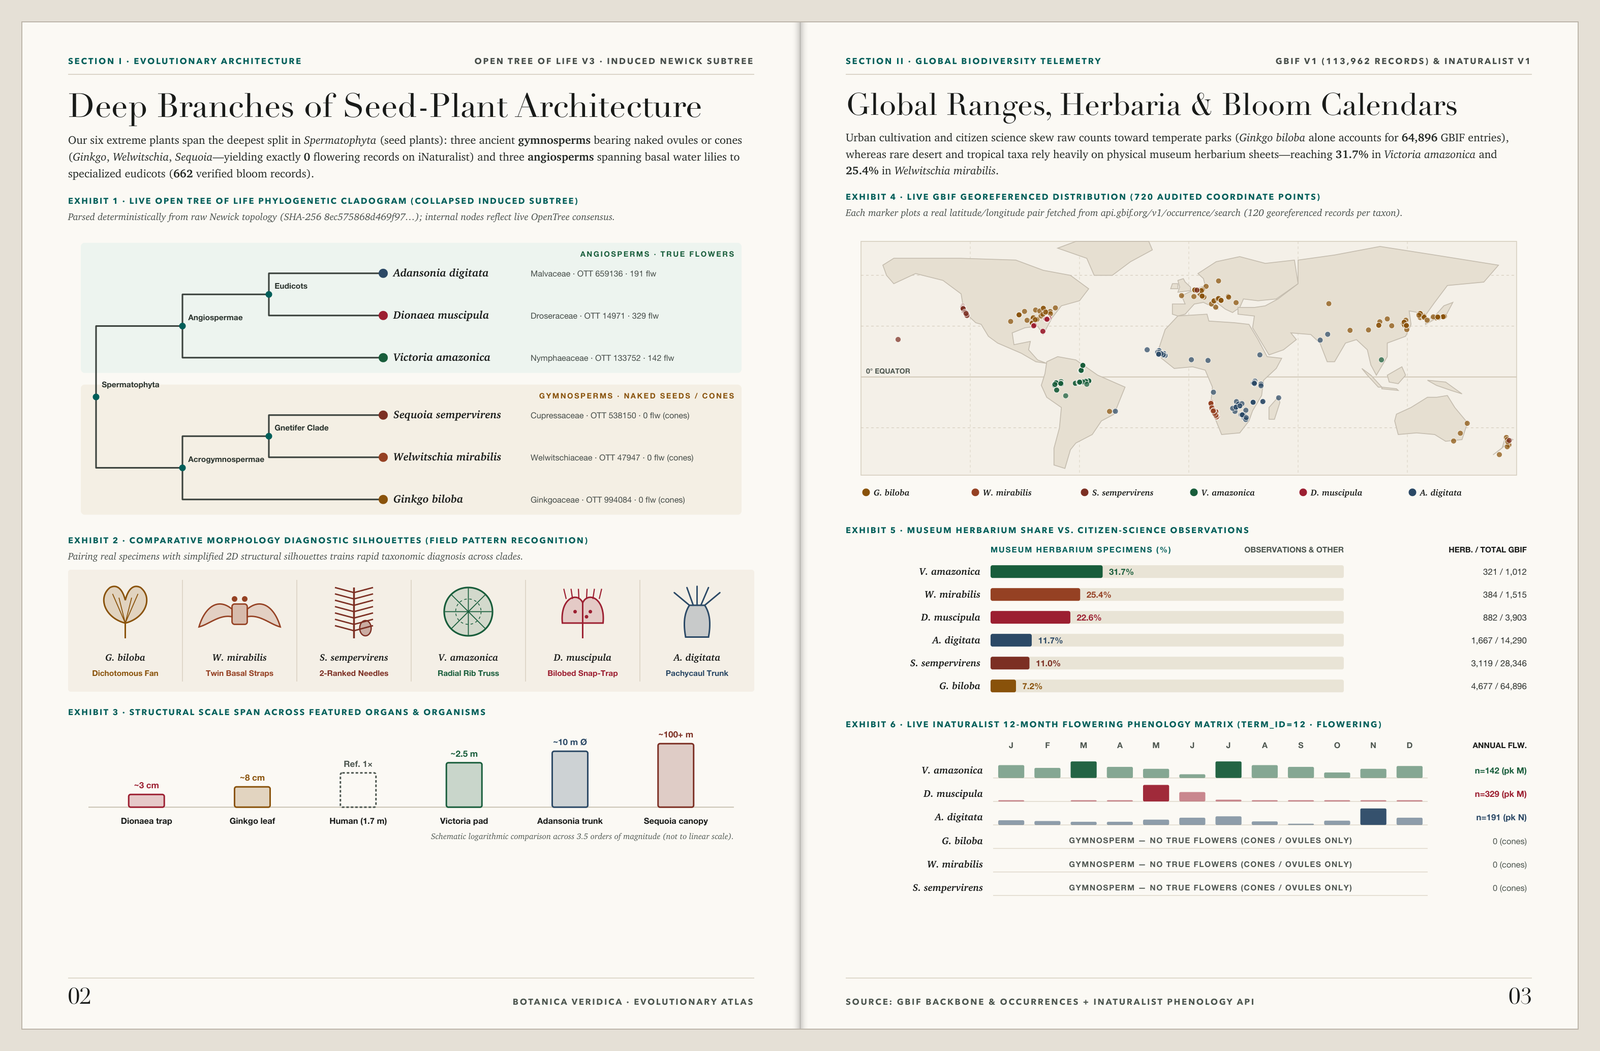 SECTION I · EVOLUTIONARY ARCHITECTURE
OPEN TREE OF LIFE V3 · INDUCED NEWICK SUBTREE
Deep Branches of Seed-Plant Architecture
Our six extreme plants span the deepest split in Spermatophyta (seed plants): three ancient gymnosperms bearing naked ovules or cones
(Ginkgo, Welwitschia, Sequoia—yielding exactly 0 flowering records on iNaturalist) and three angiosperms spanning basal water lilies to
specialized eudicots (662 verified bloom records).
EXHIBIT 1 · LIVE OPEN TREE OF LIFE PHYLOGENETIC CLADOGRAM (COLLAPSED INDUCED SUBTREE)
Parsed deterministically from raw Newick topology (SHA-256 8ec575868d469f97…); internal nodes reflect live OpenTree consensus.
ANGIOSPERMS · TRUE FLOWERS
Adansonia digitata
Malvaceae · OTT 659136 · 191 flw
Eudicots
Dionaea muscipula
Droseraceae · OTT 14971 · 329 flw
Angiospermae
Victoria amazonica
Nymphaeaceae · OTT 133752 · 142 flw
Spermatophyta
GYMNOSPERMS · NAKED SEEDS / CONES
Sequoia sempervirens
Cupressaceae · OTT 538150 · 0 flw (cones)
Gnetifer Clade
Welwitschia mirabilis
Welwitschiaceae · OTT 47947 · 0 flw (cones)
Acrogymnospermae
Ginkgo biloba
Ginkgoaceae · OTT 994084 · 0 flw (cones)
EXHIBIT 2 · COMPARATIVE MORPHOLOGY DIAGNOSTIC SILHOUETTES (FIELD PATTERN RECOGNITION)
Pairing real specimens with simplified 2D structural silhouettes trains rapid taxonomic diagnosis across clades.
G. biloba
Dichotomous Fan
W. mirabilis
Twin Basal Straps
S. sempervirens
2-Ranked Needles
V. amazonica
Radial Rib Truss
D. muscipula
Bilobed Snap-Trap
A. digitata
Pachycaul Trunk
EXHIBIT 3 · STRUCTURAL SCALE SPAN ACROSS FEATURED ORGANS & ORGANISMS
~3 cm
Dionaea trap
~8 cm
Ginkgo leaf
Ref. 1×
Human (1.7 m)
~2.5 m
Victoria pad
~10 m Ø
Adansonia trunk
~100+ m
Sequoia canopy
Schematic logarithmic comparison across 3.5 orders of magnitude (not to linear scale).
02
BOTANICA VERIDICA · EVOLUTIONARY ATLAS
SECTION II · GLOBAL BIODIVERSITY TELEMETRY
GBIF V1 (113,962 RECORDS) & INATURALIST V1
Global Ranges, Herbaria & Bloom Calendars
Urban cultivation and citizen science skew raw counts toward temperate parks (Ginkgo biloba alone accounts for 64,896 GBIF entries),
whereas rare desert and tropical taxa rely heavily on physical museum herbarium sheets—reaching 31.7% in Victoria amazonica and
25.4% in Welwitschia mirabilis.
EXHIBIT 4 · LIVE GBIF GEOREFERENCED DISTRIBUTION (720 AUDITED COORDINATE POINTS)
Each marker plots a real latitude/longitude pair fetched from api.gbif.org/v1/occurrence/search (120 georeferenced records per taxon).
0° EQUATOR
G. biloba
W. mirabilis
S. sempervirens
V. amazonica
D. muscipula
A. digitata
EXHIBIT 5 · MUSEUM HERBARIUM SHARE VS. CITIZEN-SCIENCE OBSERVATIONS
MUSEUM HERBARIUM SPECIMENS (%)
OBSERVATIONS & OTHER
HERB. / TOTAL GBIF
V. amazonica 31.7% 321 / 1,012
W. mirabilis 25.4% 384 / 1,515
D. muscipula 22.6% 882 / 3,903
A. digitata 11.7% 1,667 / 14,290
S. sempervirens 11.0% 3,119 / 28,346
G. biloba 7.2% 4,677 / 64,896
EXHIBIT 6 · LIVE INATURALIST 12-MONTH FLOWERING PHENOLOGY MATRIX (TERM_ID=12 · FLOWERING)
J F M A M J J A S O N D ANNUAL FLW.
V. amazonica n=142 (pk M)
D. muscipula n=329 (pk M)
A. digitata n=191 (pk N)
G. biloba GYMNOSPERM — NO TRUE FLOWERS (CONES / OVULES ONLY) 0 (cones)
W. mirabilis GYMNOSPERM — NO TRUE FLOWERS (CONES / OVULES ONLY) 0 (cones)
S. sempervirens GYMNOSPERM — NO TRUE FLOWERS (CONES / OVULES ONLY) 0 (cones)
SOURCE: GBIF BACKBONE & OCCURRENCES + INATURALIST PHENOLOGY API
03